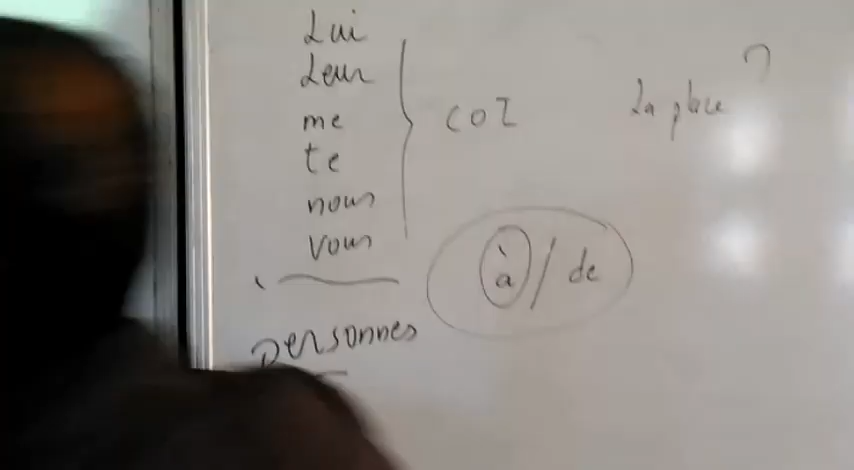 Lui
Leur
me
te
nous
vous
COI
La place ?
à / de
personnes